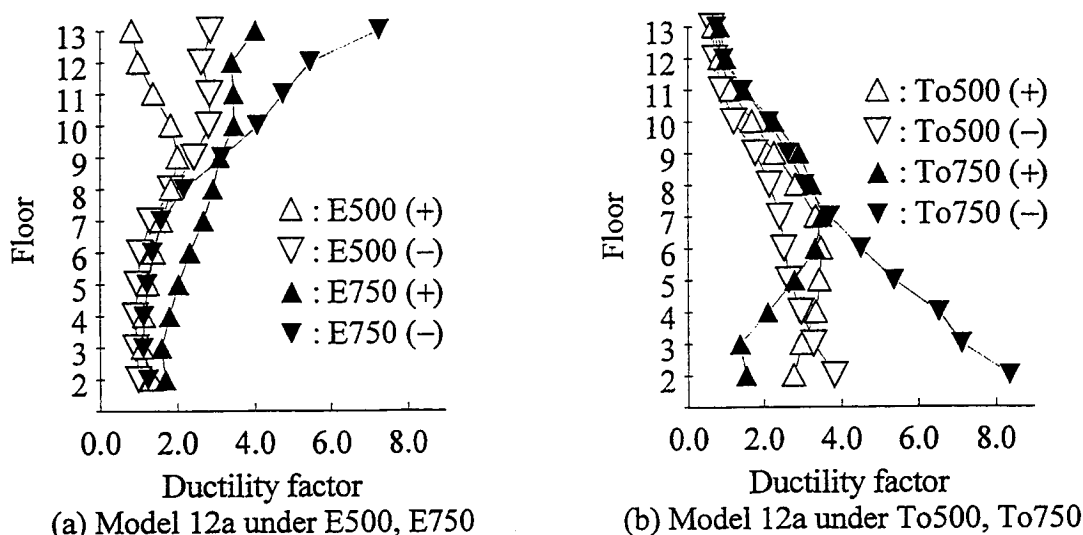 13
12
11
10
9
8
7
6
5
4
3
2
Floor
△ : E500 (+)
▽ : E500 (−)
▲ : E750 (+)
▼ : E750 (−)
0.0 2.0 4.0 6.0 8.0
Ductility factor
(a) Model 12a under E500, E750
13
12
11
10
9
8
7
6
5
4
3
2
Floor
△ : To500 (+)
▽ : To500 (−)
▲ : To750 (+)
▼ : To750 (−)
0.0 2.0 4.0 6.0 8.0
Ductility factor
(b) Model 12a under To500, To750